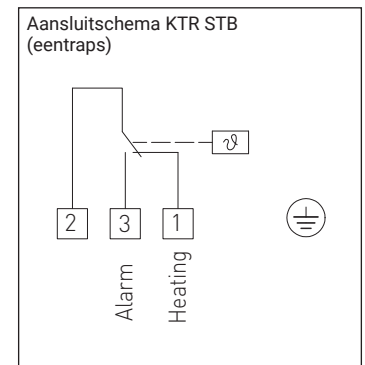 Aansluitschema KTR STB
(eentraps)
ϑ
2 3 1
Alarm
Heating